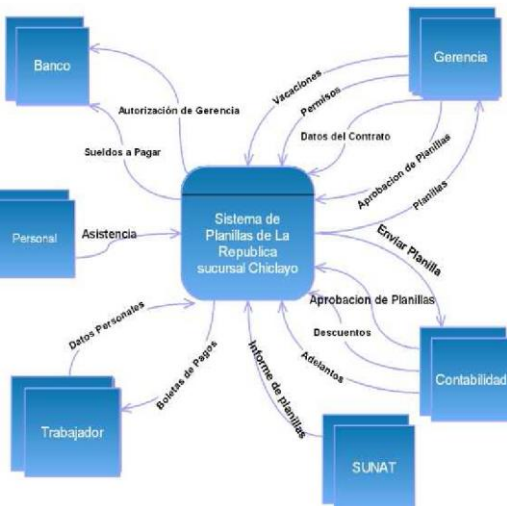 Banco
Gerencia
Vacaciones
Permisos
Autorización de Gerencia
Datos del Contrato
Sueldos a Pagar
Aprobacion de Planillas
Planillas
Personal
Asistencia
Sistema de
Planillas de La
Republica
sucursal Chiclayo
Enviar Planilla
Aprobacion de Planillas
Descuentos
Adelantos
Datos Personales
Boletas de Pagos
Informe de planillas
Contabilidad
Trabajador
SUNAT